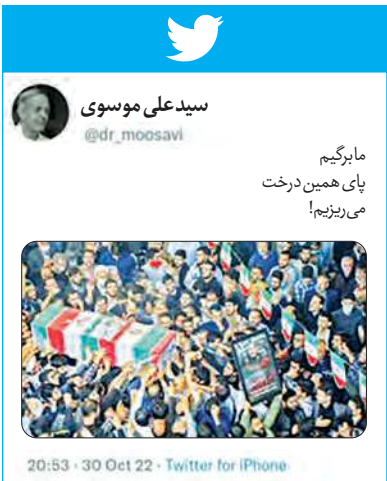 سیدعلی موسوی
@dr_moosavi
ما برگیم
پای همین درخت
می‌ریزیم!
20:53 · 30 Oct 22 · Twitter for iPhone